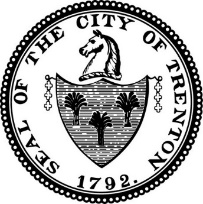 SEAL OF THE CITY OF TRENTON
1792.